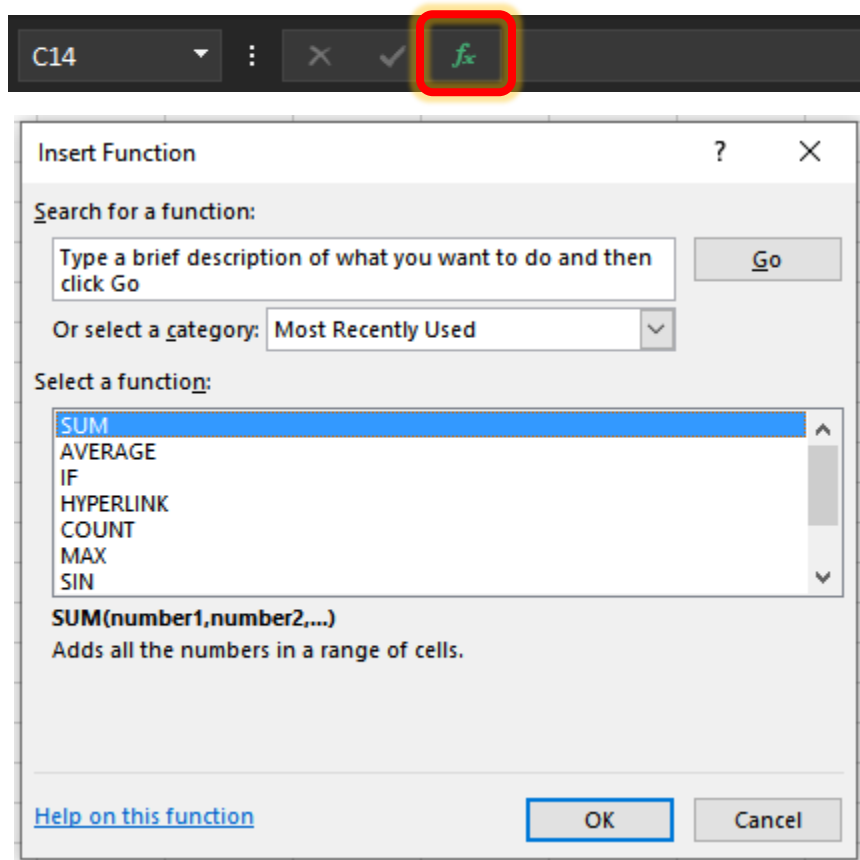 C14 fx
Insert Function ? 
Search for a function:
Type a brief description of what you want to do and then
click Go
Go
Or select a category: Most Recently Used
Select a function:
SUM
AVERAGE
IF
HYPERLINK
COUNT
MAX
SIN
SUM(number1,number2,...)
Adds all the numbers in a range of cells.
Help on this function OK Cancel